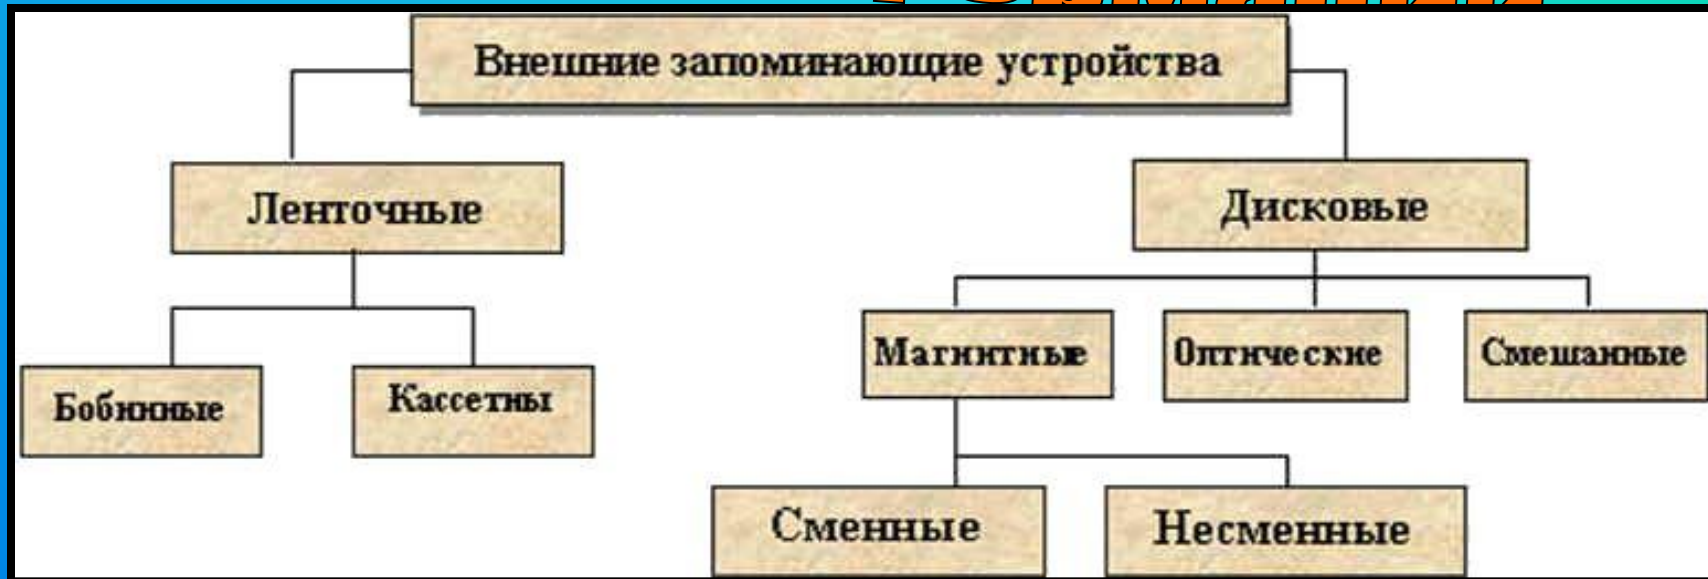 Внешние запоминающие устройства
Ленточные
Дисковые
Магнитные
Оптические
Смешанные
Бобинные
Кассетны
Сменные
Несменные